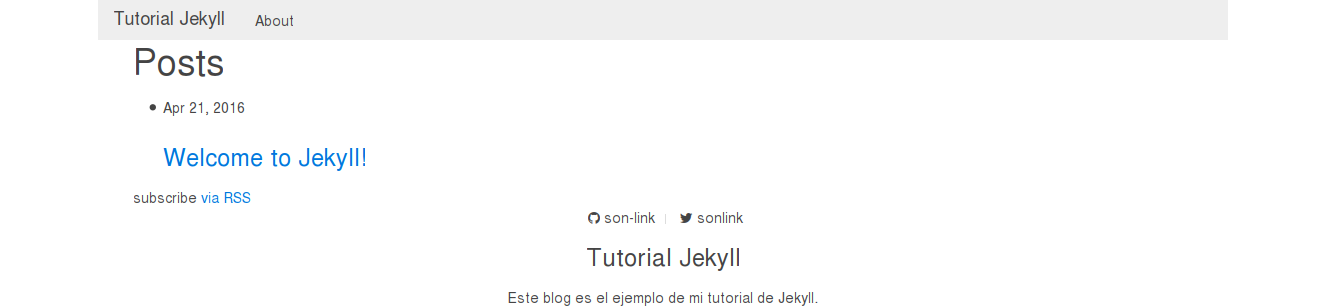 Tutorial Jekyll About
Posts
Apr 21, 2016
Welcome to Jekyll!
subscribe via RSS
son-link | sonlink
Tutorial Jekyll
Este blog es el ejemplo de mi tutorial de Jekyll.